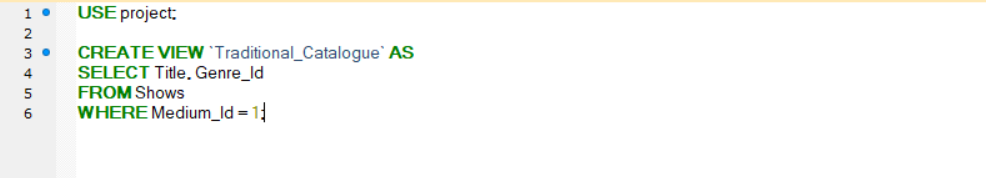 1 USE project;
2
3 CREATE VIEW `Traditional_Catalogue` AS
4 SELECT Title, Genre_Id
5 FROM Shows
6 WHERE Medium_Id = 1;